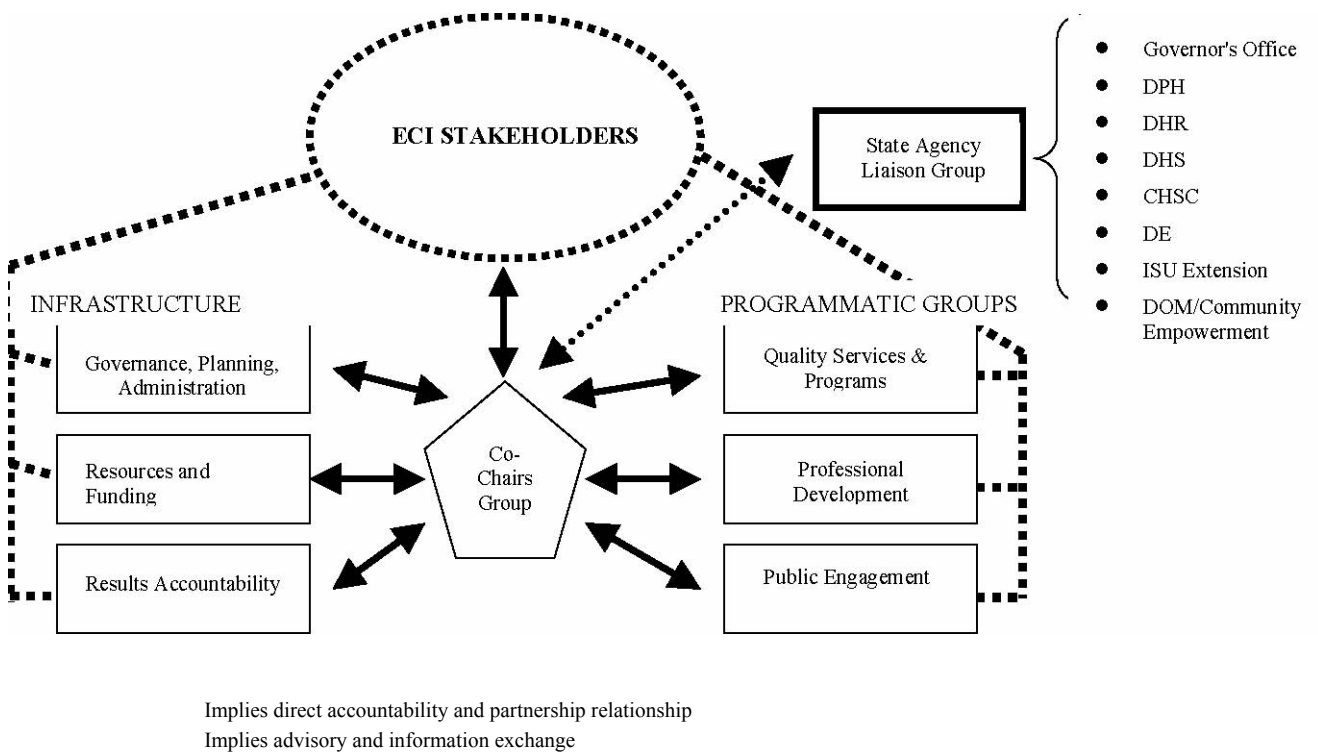 ECI STAKEHOLDERS
State Agency
Liaison Group
Governor's Office
DPH
DHR
DHS
CHSC
DE
ISU Extension
DOM/Community
Empowerment
INFRASTRUCTURE
Governance, Planning,
Administration
Resources and
Funding
Results Accountability
Co-
Chairs
Group
PROGRAMMATIC GROUPS
Quality Services &
Programs
Professional
Development
Public Engagement
Implies direct accountability and partnership relationship
Implies advisory and information exchange